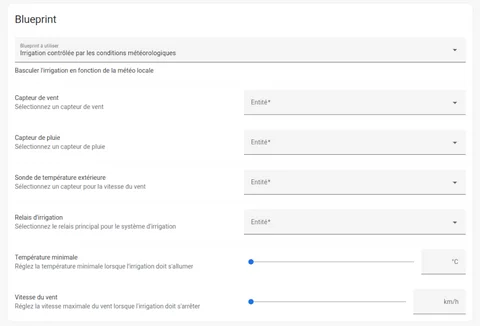 Blueprint
Blueprint à utiliser
Irrigation contrôlée par les conditions météorologiques
Basculer l'irrigation en fonction de la météo locale
Capteur de vent
Sélectionnez un capteur de vent
Entité*
Capteur de pluie
Sélectionnez un capteur de pluie
Entité*
Sonde de température extérieure
Sélectionnez un capteur pour la vitesse du vent
Entité*
Relais d'irrigation
Sélectionnez le relais principal pour le système d'irrigation
Entité*
Température minimale
Réglez la température minimale lorsque l'irrigation doit s'allumer
°C
Vitesse du vent
Réglez la vitesse maximale du vent lorsque l'irrigation doit s'arrêter
km/h